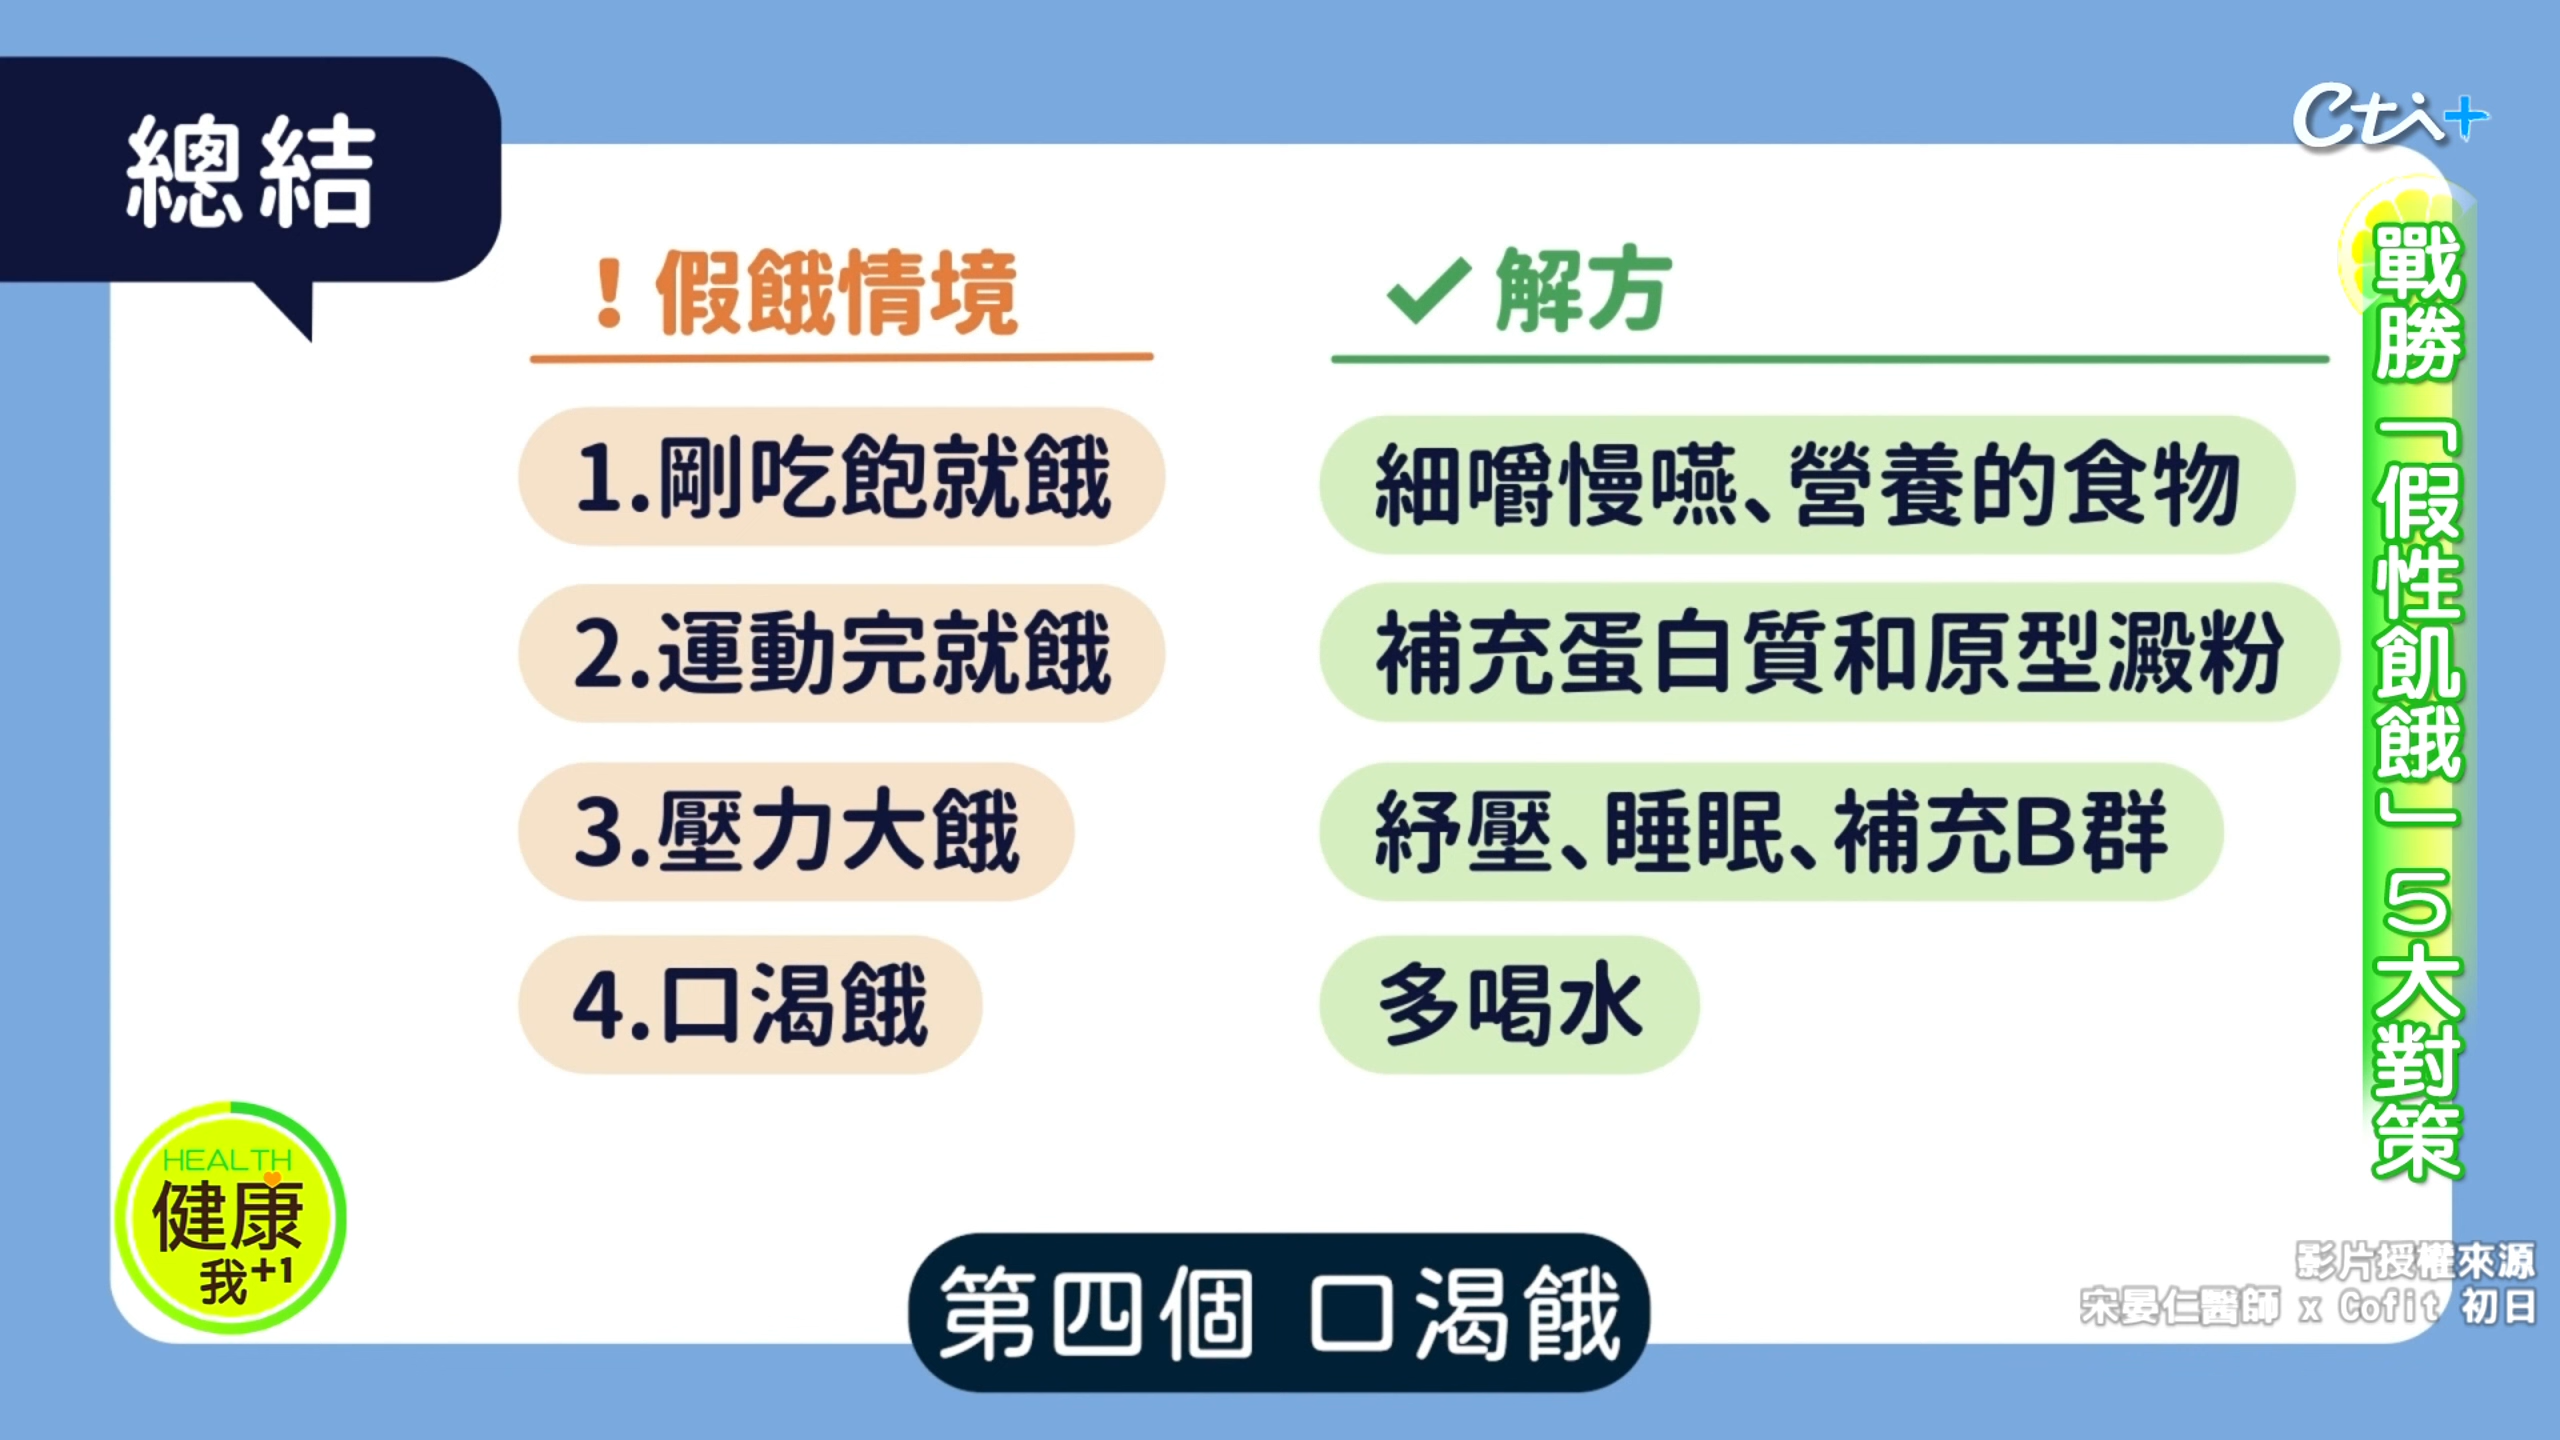 總結
Cti+
! 假餓情境
✓ 解方
1.剛吃飽就餓
細嚼慢嚥、營養的食物
2.運動完就餓
補充蛋白質和原型澱粉
3.壓力大餓
紓壓、睡眠、補充B群
4.口渴餓
多喝水
戰勝「假性飢餓」5大對策
HEALTH
健康
我+1
第四個 口渴餓
影片授權來源
宋晏仁醫師 x Cofit 初日